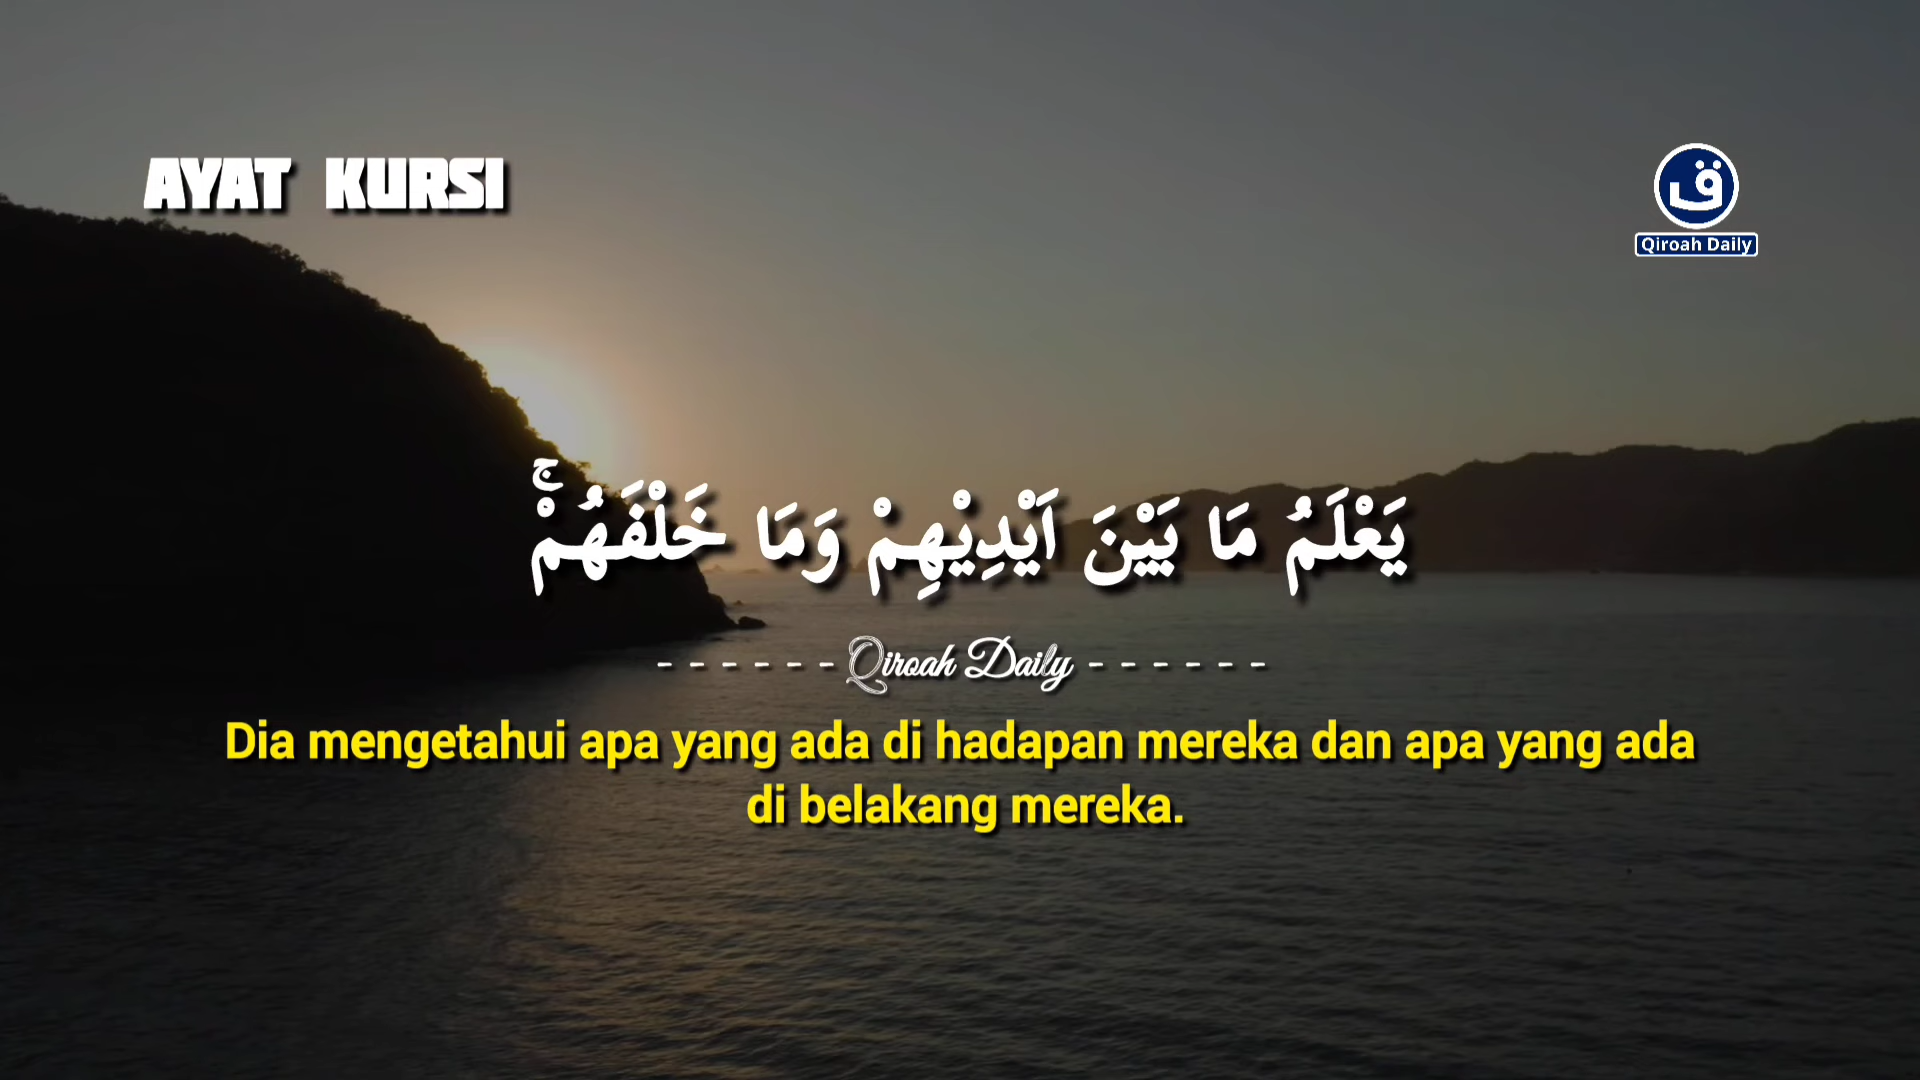 AYAT KURSI
ق
Qiroah Daily
يَعْلَمُ مَا بَيْنَ اَيْدِيْهِمْ وَمَا خَلْفَهُمْۚ
- - - - - - Qiroah Daily - - - - - -
Dia mengetahui apa yang ada di hadapan mereka dan apa yang ada
di belakang mereka.